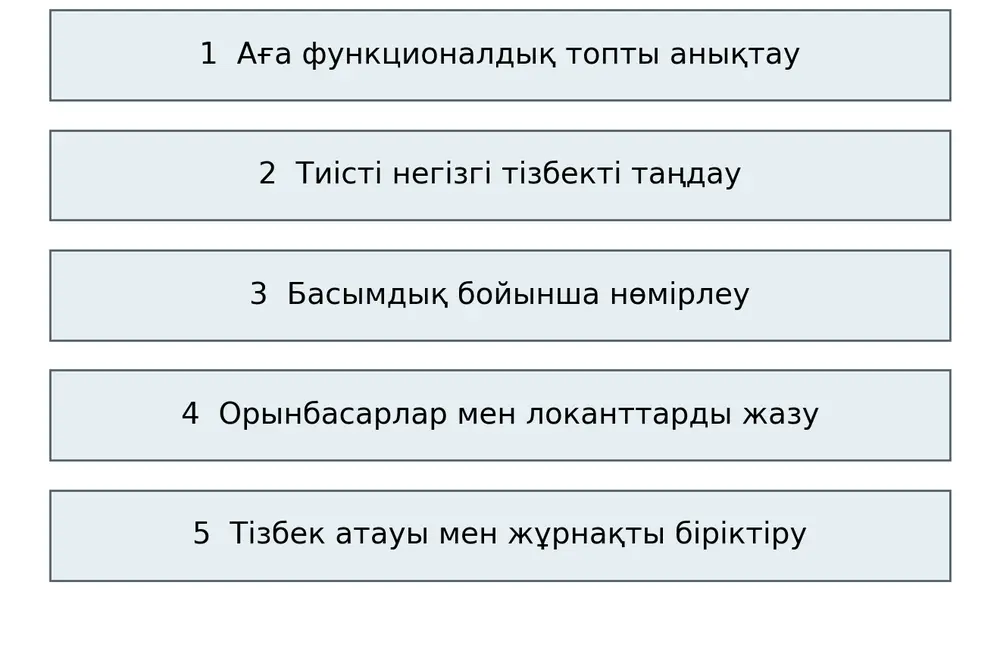 1 Аға функционалдық топты анықтау
2 Тиісті негізгі тізбекті таңдау
3 Басымдық бойынша нөмірлеу
4 Орынбасарлар мен локанттарды жазу
5 Тізбек атауы мен жұрнақты біріктіру